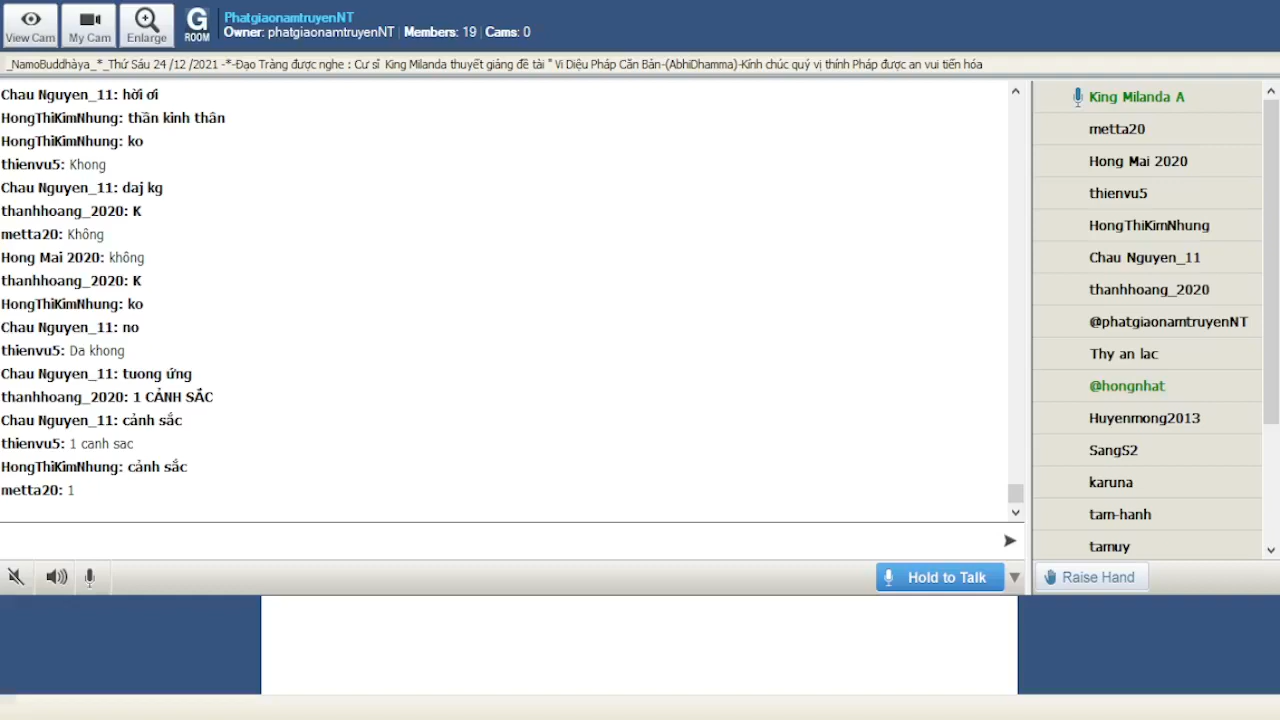 View Cam
My Cam
Enlarge
G
ROOM
PhatgiaonamtruyenNT
Owner: phatgiaonamtruyenNT | Members: 19 | Cams: 0
_NamoBuddhàya_*_Thứ Sáu 24 /12 /2021 -*-Đạo Tràng được nghe : Cư sĩ King Milanda thuyết giảng đề tài " Vi Diệu Pháp Căn Bản-(AbhiDhamma)-Kính chúc quý vị thính Pháp được an vui tiến hóa
Chau Nguyen_11: hời ơi
HongThiKimNhung: thần kinh thân
HongThiKimNhung: ko
thienvu5: Khong
Chau Nguyen_11: daj kg
thanhhoang_2020: K
metta20: Không
Hong Mai 2020: không
thanhhoang_2020: K
HongThiKimNhung: ko
Chau Nguyen_11: no
thienvu5: Da khong
Chau Nguyen_11: tuong ứng
thanhhoang_2020: 1 CẢNH SẮC
Chau Nguyen_11: cảnh sắc
thienvu5: 1 canh sac
HongThiKimNhung: cảnh sắc
metta20: 1
King Milanda A
metta20
Hong Mai 2020
thienvu5
HongThiKimNhung
Chau Nguyen_11
thanhhoang_2020
@phatgiaonamtruyenNT
Thy an lac
@hongnhat
Huyenmong2013
SangS2
karuna
tam-hanh
tamuy
Hold to Talk
Raise Hand